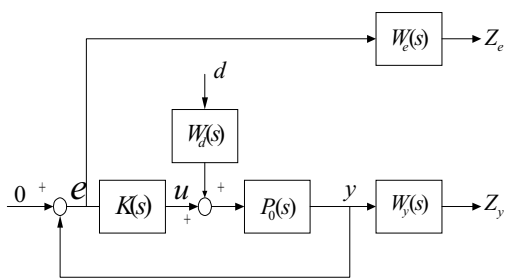 W_e(s) Z_e
d
W_d(s)
0 + e K(s) u + + P_0(s) y W_y(s) Z_y